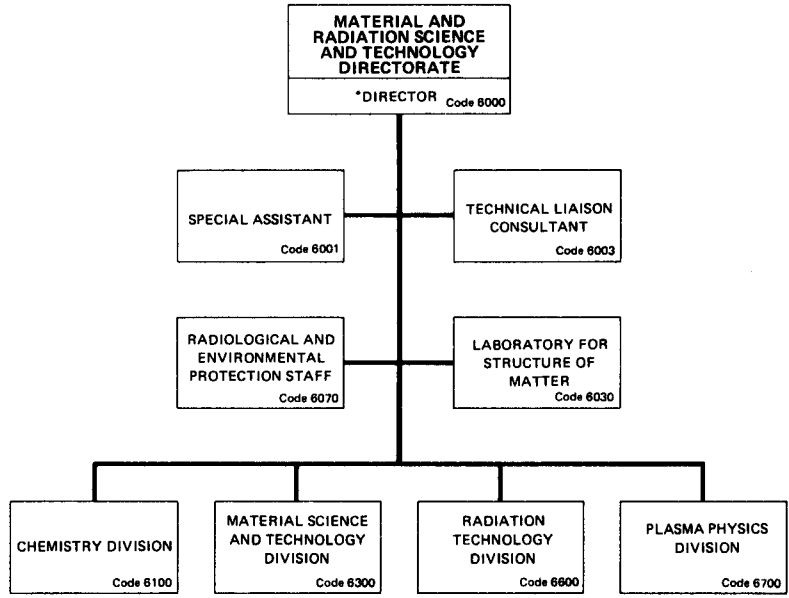 MATERIAL AND
RADIATION SCIENCE
AND TECHNOLOGY
DIRECTORATE
*DIRECTOR Code 6000
SPECIAL ASSISTANT
Code 6001
TECHNICAL LIAISON
CONSULTANT
Code 6003
RADIOLOGICAL AND
ENVIRONMENTAL
PROTECTION STAFF
Code 6070
LABORATORY FOR
STRUCTURE OF
MATTER
Code 6030
CHEMISTRY DIVISION
Code 6100
MATERIAL SCIENCE
AND TECHNOLOGY
DIVISION
Code 6300
RADIATION
TECHNOLOGY
DIVISION
Code 6600
PLASMA PHYSICS
DIVISION
Code 6700